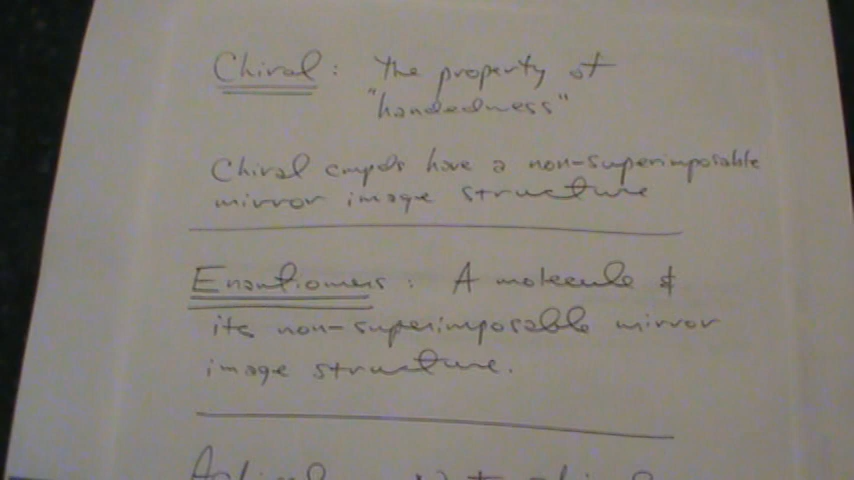 Chiral: the property of
"handedness"
Chiral cmpds have a non-superimposable
mirror image structure
Enantiomers: A molecule &
its non-superimposable mirror
image structure.